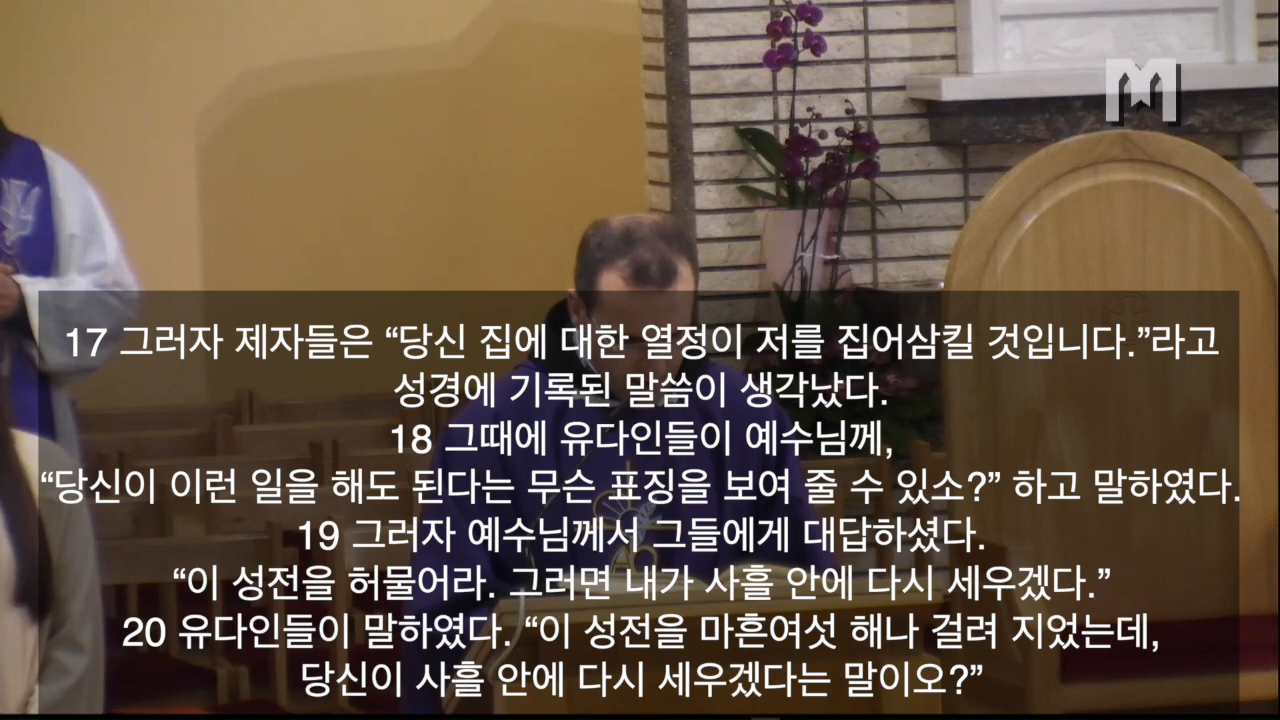 17 그러자 제자들은 “당신 집에 대한 열정이 저를 집어삼킬 것입니다.”라고
성경에 기록된 말씀이 생각났다.
18 그때에 유다인들이 예수님께,
“당신이 이런 일을 해도 된다는 무슨 표징을 보여 줄 수 있소?” 하고 말하였다.
19 그러자 예수님께서 그들에게 대답하셨다.
“이 성전을 허물어라. 그러면 내가 사흘 안에 다시 세우겠다.”
20 유다인들이 말하였다. “이 성전을 마흔여섯 해나 걸려 지었는데,
당신이 사흘 안에 다시 세우겠다는 말이오?”